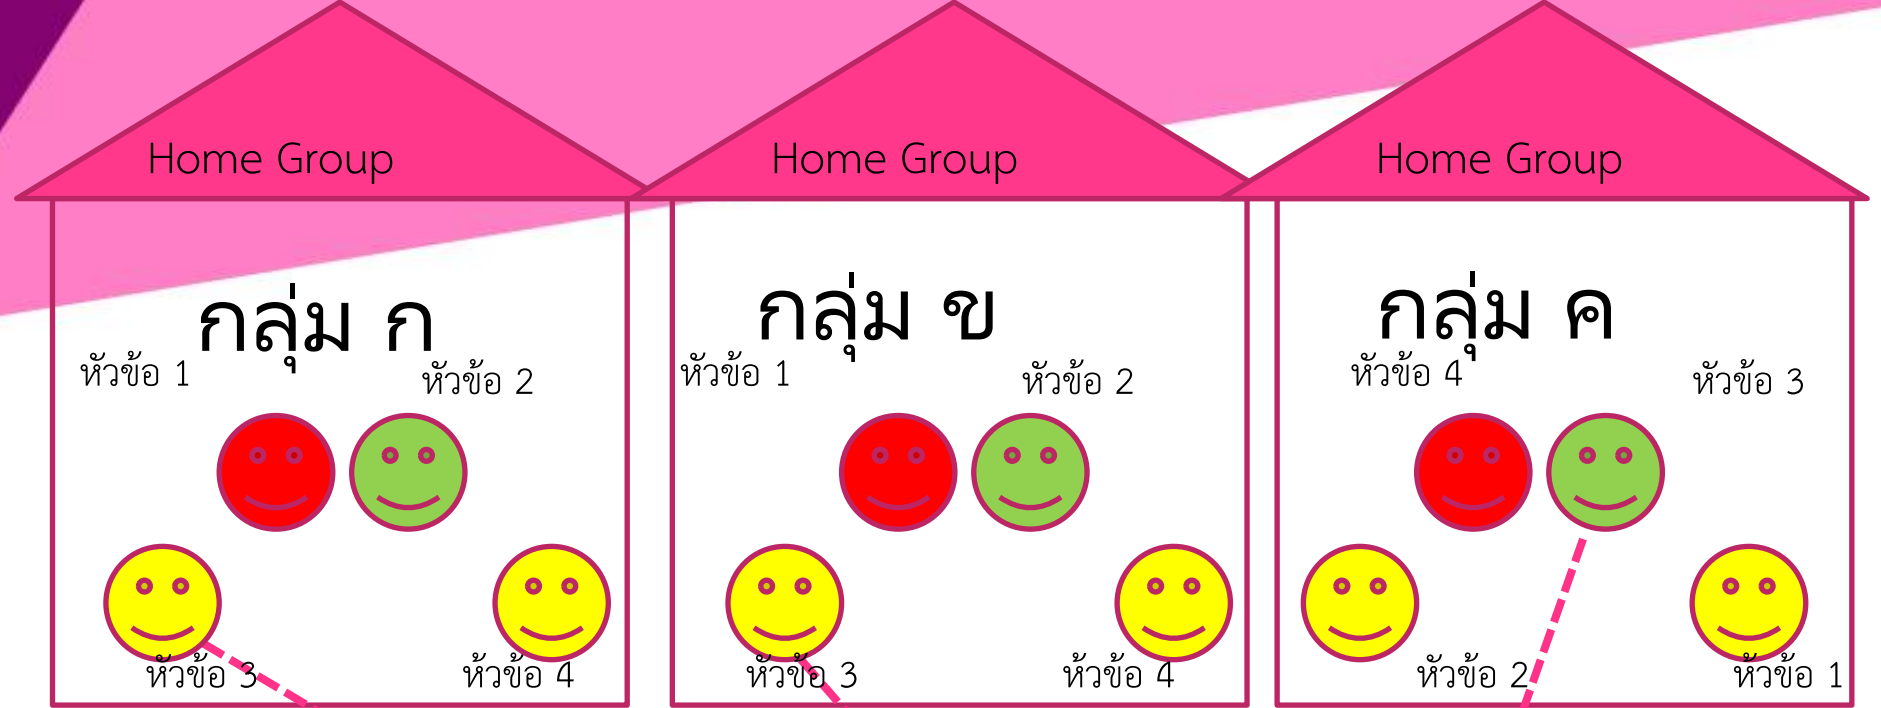 Home Group
กลุ่ม ก
หัวข้อ 1
หัวข้อ 2
หัวข้อ 3
หัวข้อ 4
Home Group
กลุ่ม ข
หัวข้อ 1
หัวข้อ 2
หัวข้อ 3
หัวข้อ 4
Home Group
กลุ่ม ค
หัวข้อ 4
หัวข้อ 3
หัวข้อ 2
หัวข้อ 1